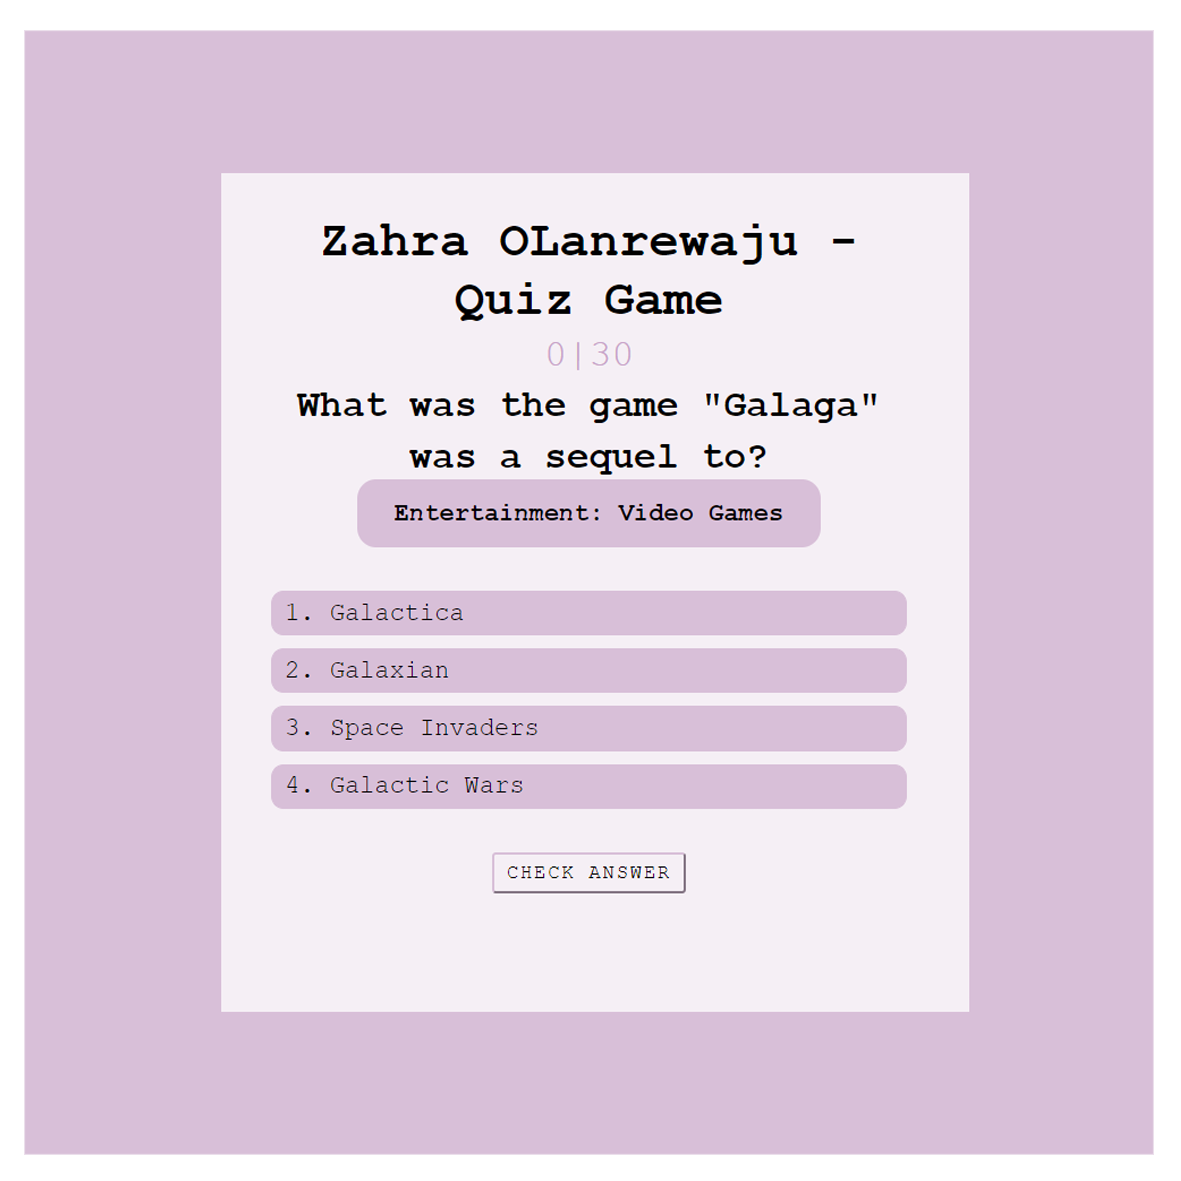 Zahra OLanrewaju -
Quiz Game
0|30
What was the game "Galaga"
was a sequel to?
Entertainment: Video Games
1. Galactica
2. Galaxian
3. Space Invaders
4. Galactic Wars
CHECK ANSWER